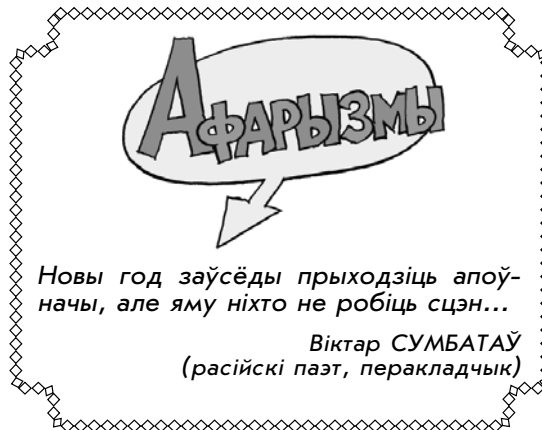 Афарызмы
Новы год заўсёды прыходзіць апоў-
начы, але яму ніхто не робіць сцэн...
Віктар СУМБАТАЎ
(расійскі паэт, перакладчык)